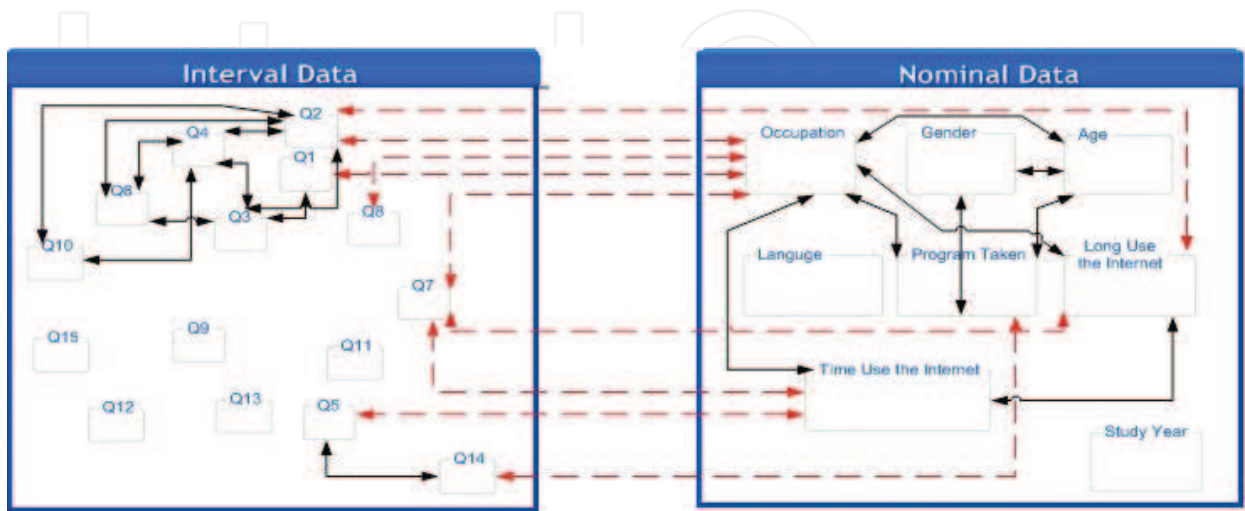 Interval Data
Q2
Q4
Q1
Q6
Q3
Q8
Q10
Q7
Q9
Q15
Q11
Q12
Q13
Q5
Q14
Nominal Data
Occupation
Gender
Age
Languge
Program Taken
Long Use
the Internet
Time Use the Internet
Study Year